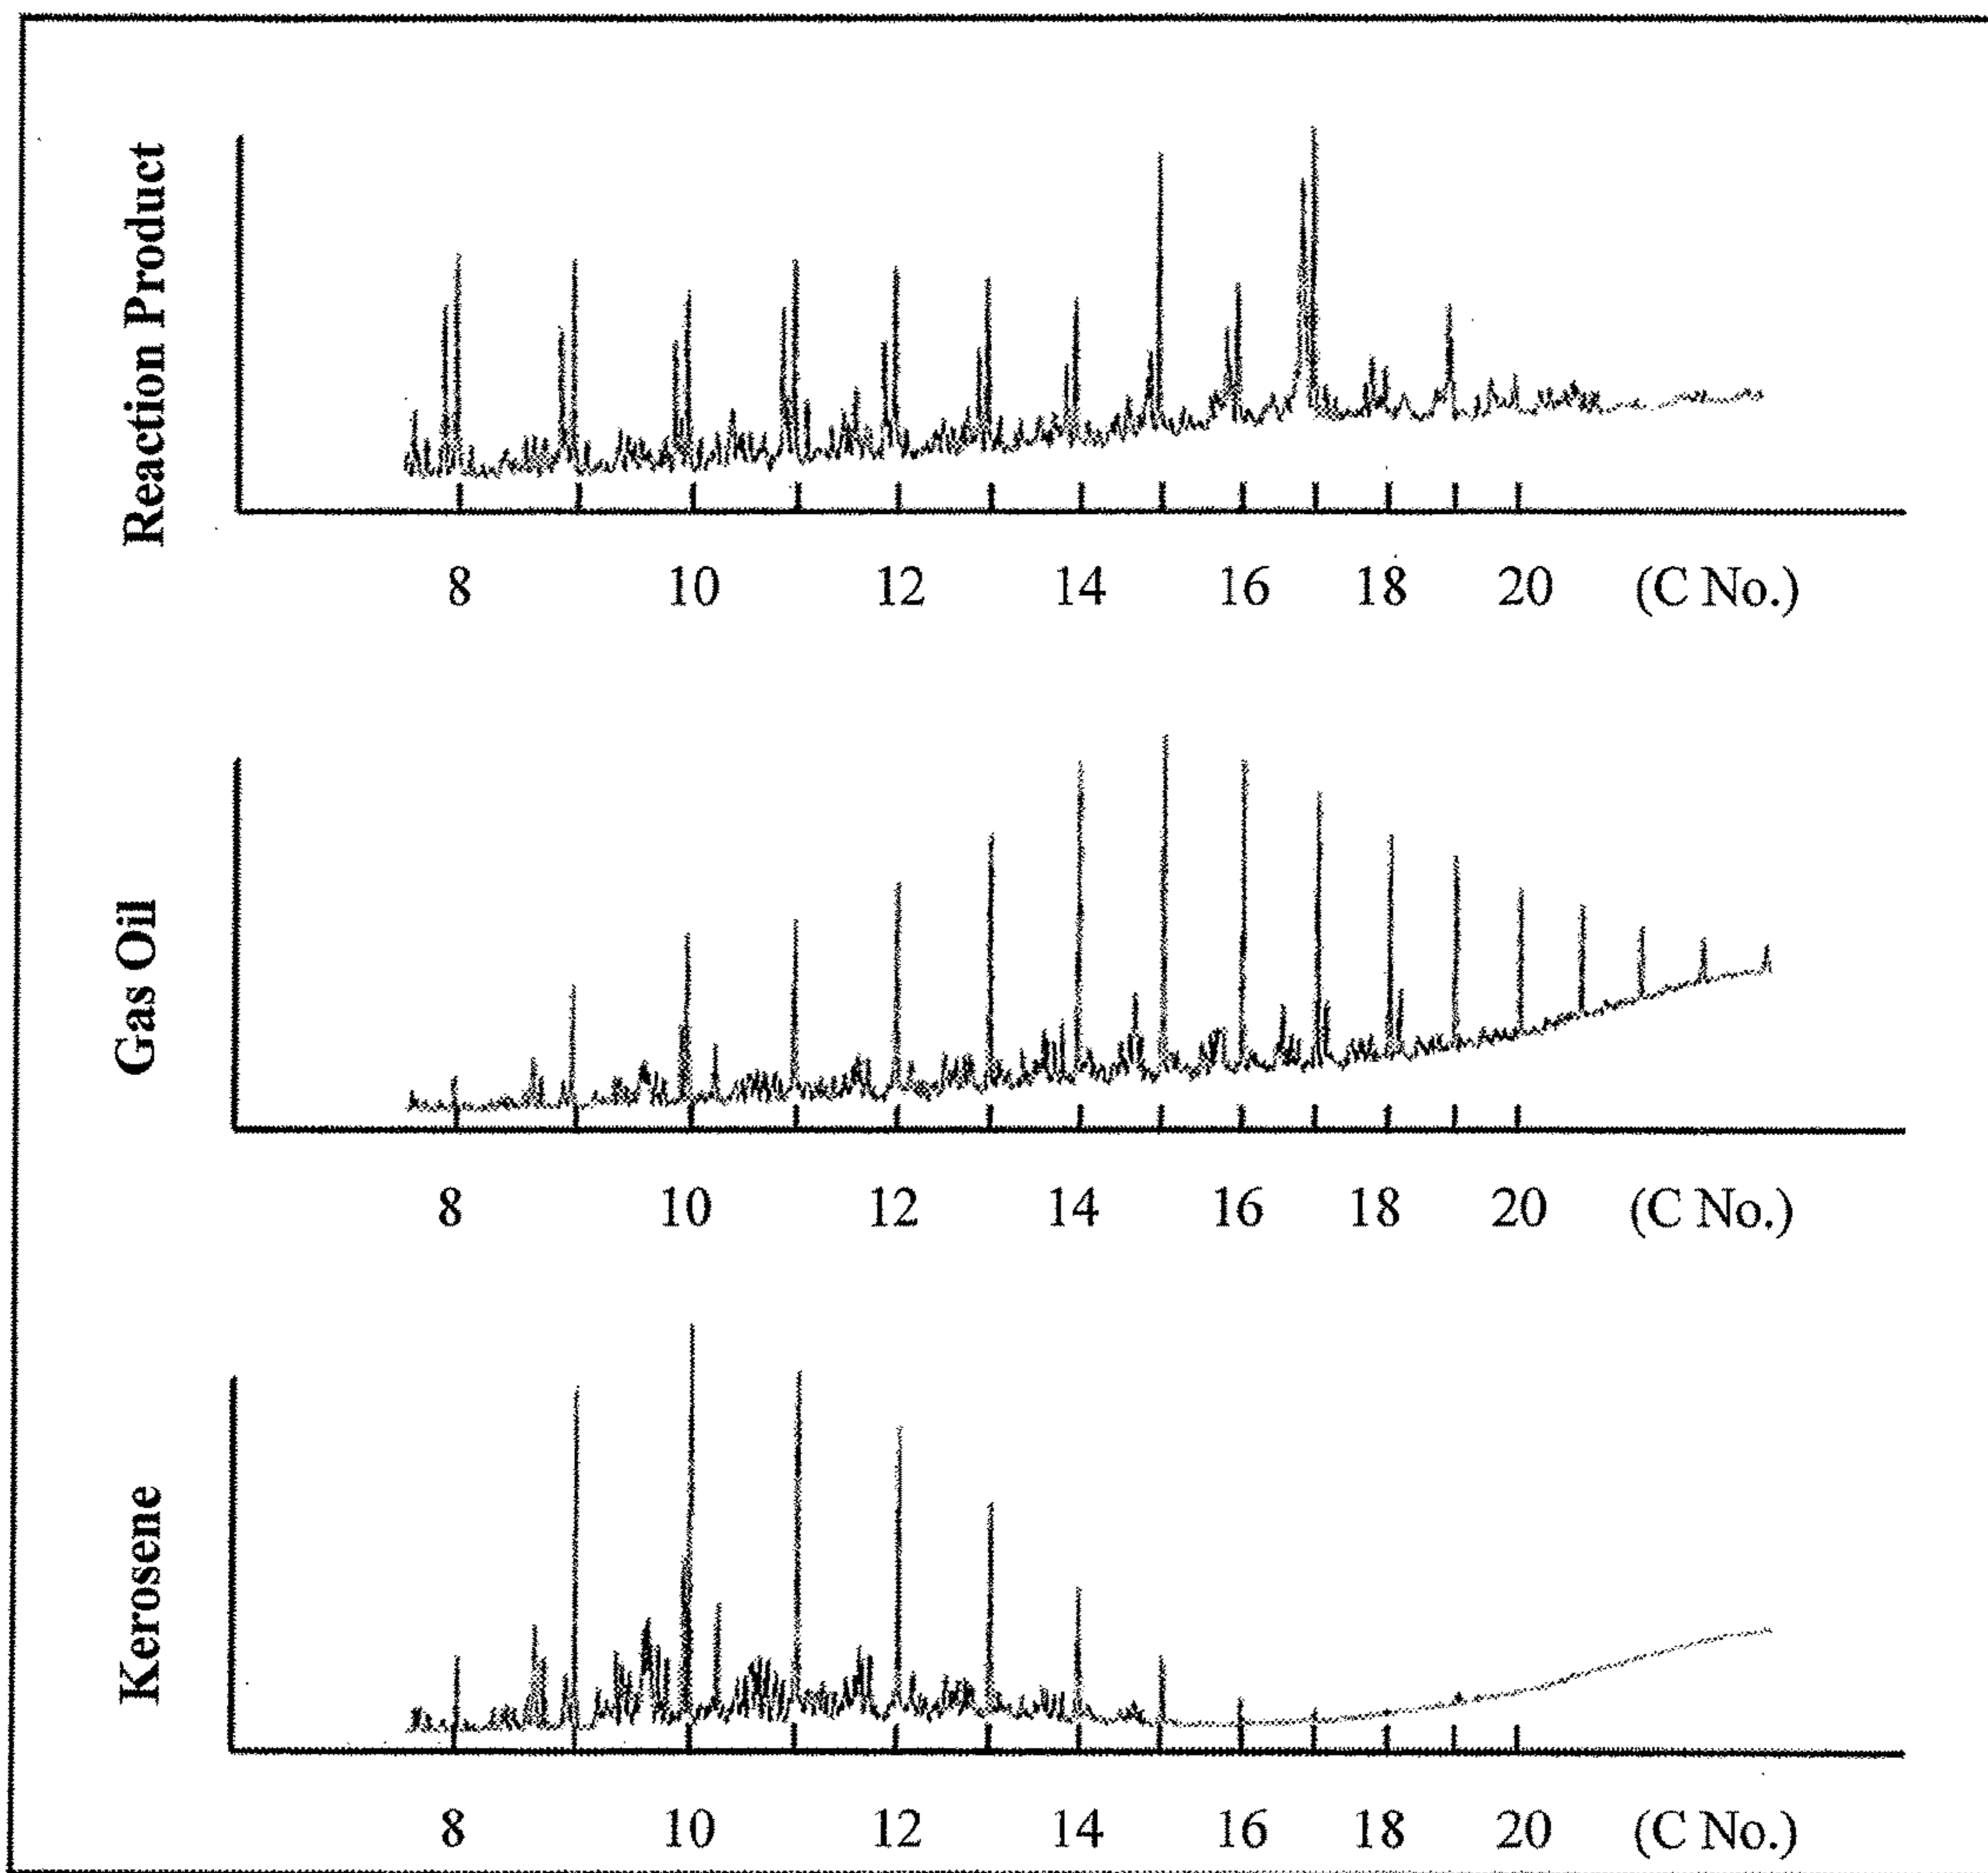 Reaction Product
8 10 12 14 16 18 20 (C No.)
Gas Oil
8 10 12 14 16 18 20 (C No.)
Kerosene
8 10 12 14 16 18 20 (C No.)